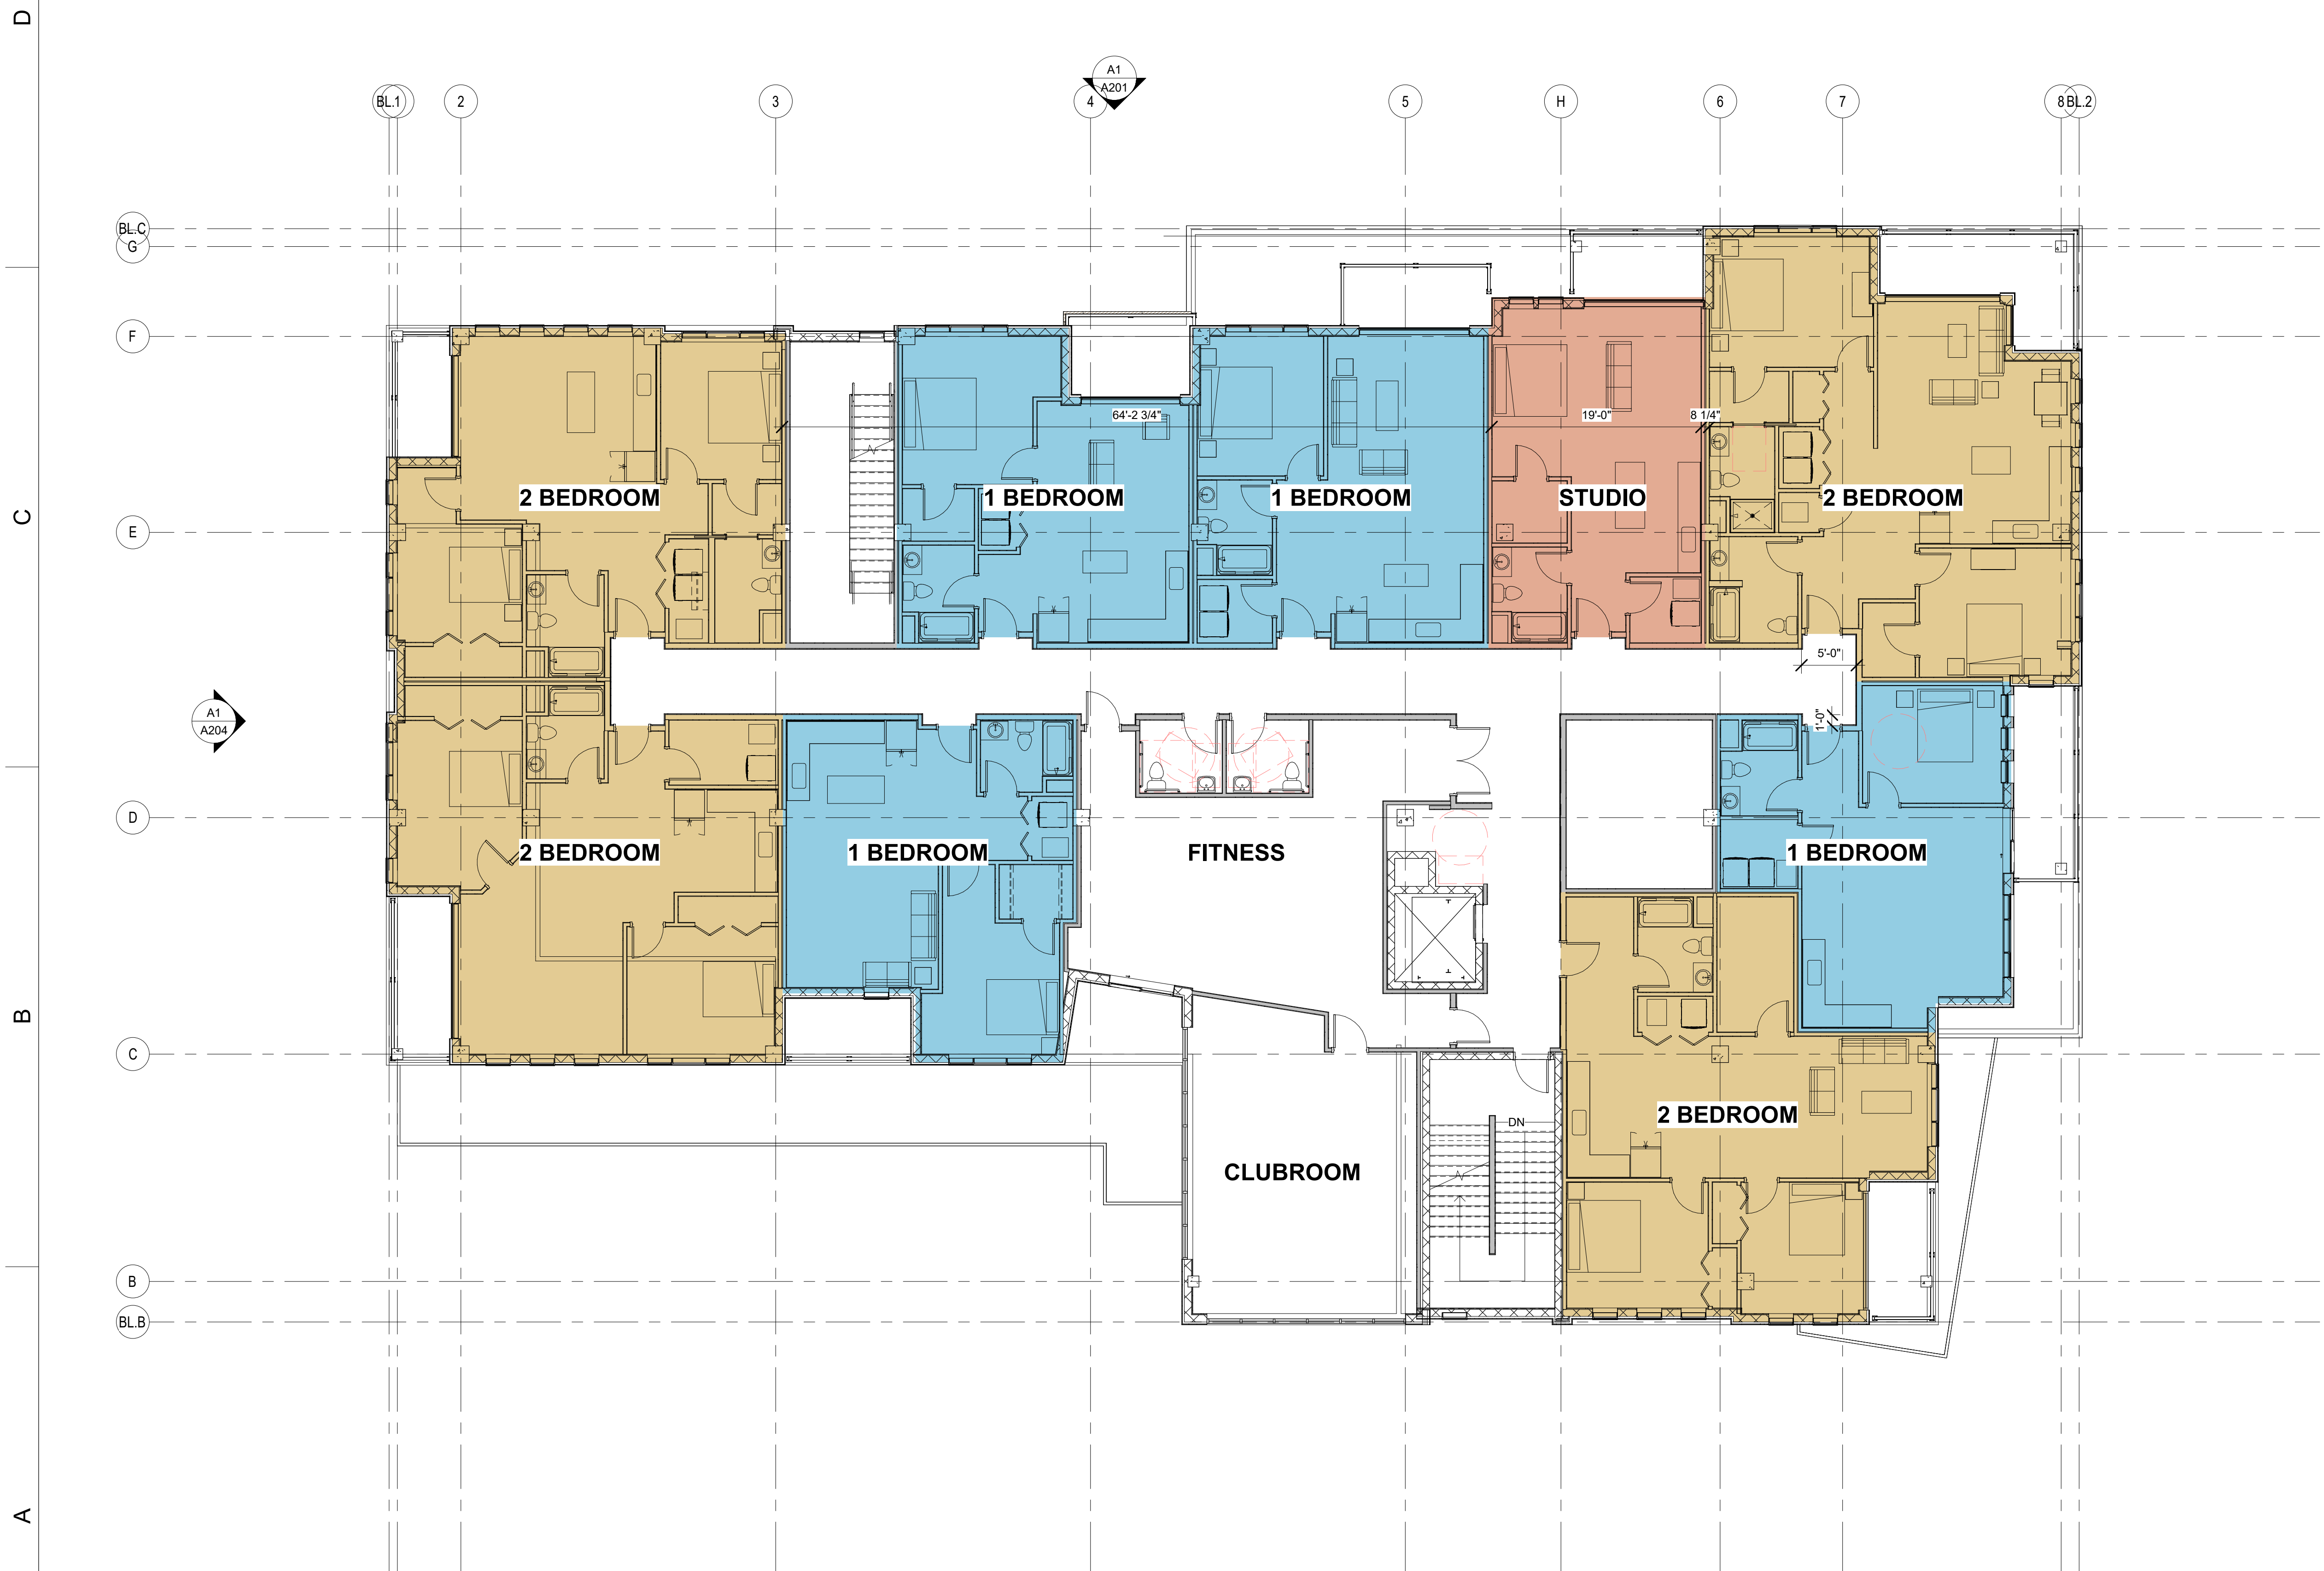 D
A1
A201
BL.1
2
3
4
5
H
6
7
8
BL.2
BL.C
G
F
64'-2 3/4"
19'-0"
8 1/4"
C
2 BEDROOM
1 BEDROOM
1 BEDROOM
STUDIO
2 BEDROOM
E
5'-0"
A1
A204
1'-0"
D
2 BEDROOM
1 BEDROOM
FITNESS
1 BEDROOM
B
C
2 BEDROOM
DN
CLUBROOM
B
BL.B
A